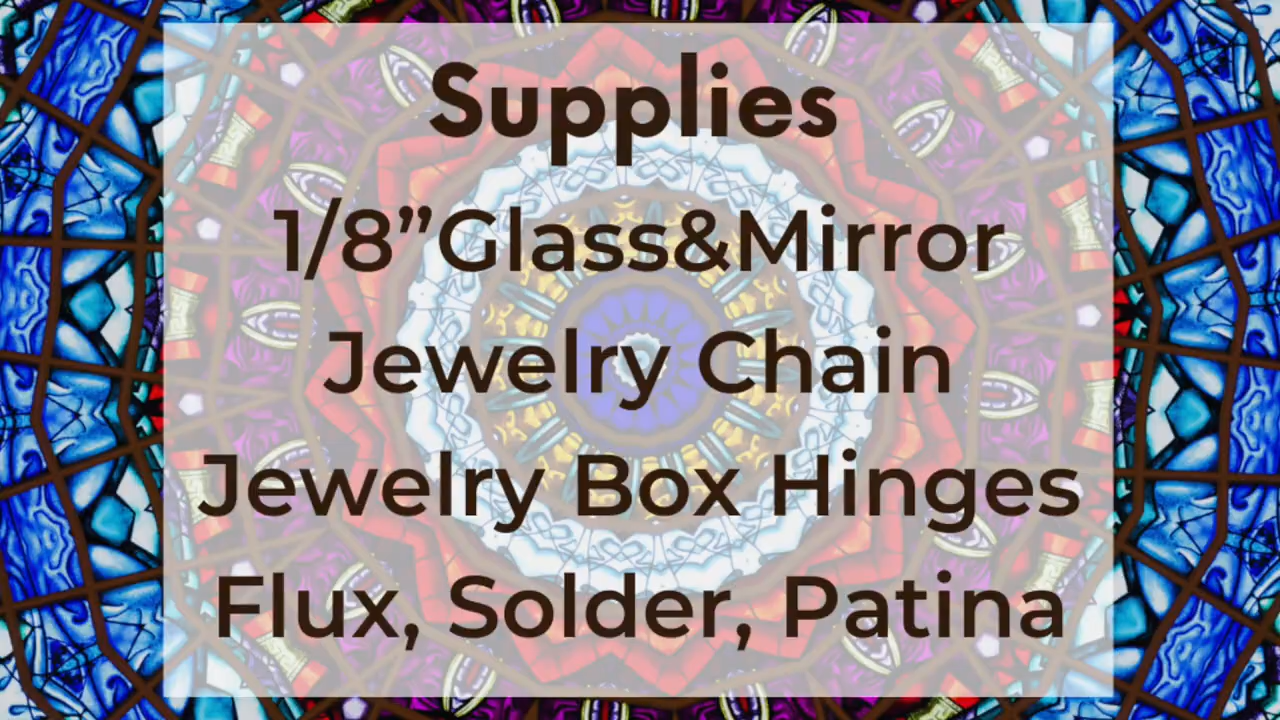 Supplies
1/8”Glass&Mirror
Jewelry Chain
Jewelry Box Hinges
Flux, Solder, Patina